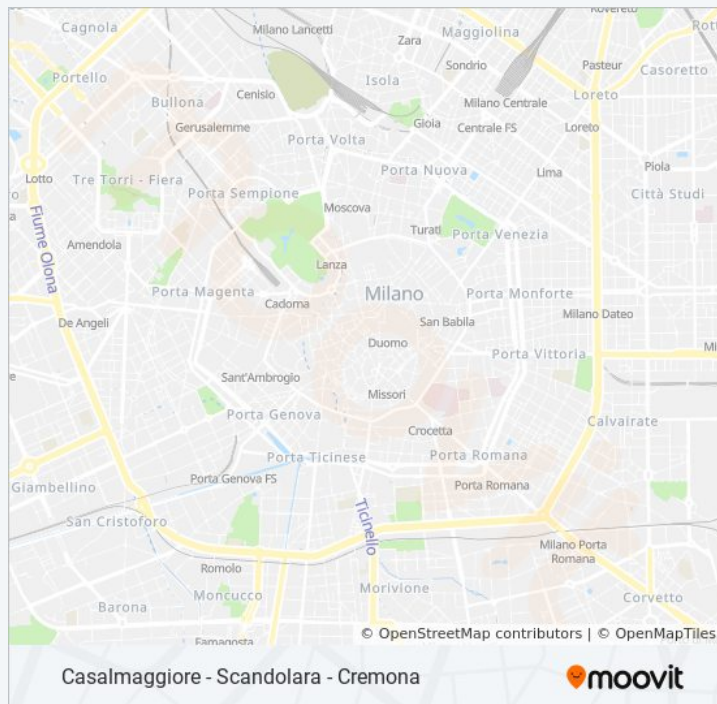 Cagnola
Milano Lancetti
Zara
Maggiolina
Rovereto
Sondrio
Pasteur
Casoretto
Portello
Isola
Bullona
Cenisio
Milano Centrale
Loreto
Gerusalemme
Gioia
Centrale FS
Loreto
Porta Volta
Lotto
Tre Torri - Fiera
Porta Nuova
Lima
Piola
Porta Sempione
Città Studi
Moscova
Fiume Olona
Amendola
Turati
Porta Venezia
Lanza
Porta Magenta
Cadorna
Milano
Porta Monforte
De Angeli
San Babila
Milano Dateo
Duomo
Porta Vittoria
Mi
Sant'Ambrogio
Missori
Porta Genova
Crocetta
Calvairate
Porta Ticinese
Porta Romana
Porta Genova FS
Porta Romana
Giambellino
San Cristoforo
Ticinello
Milano Porta
Romana
Romolo
Moncucco
Morivione
Corvetto
Barona
Famagosta
© OpenStreetMap contributors | © OpenMapTiles
Casalmaggiore - Scandolara - Cremona
moovit